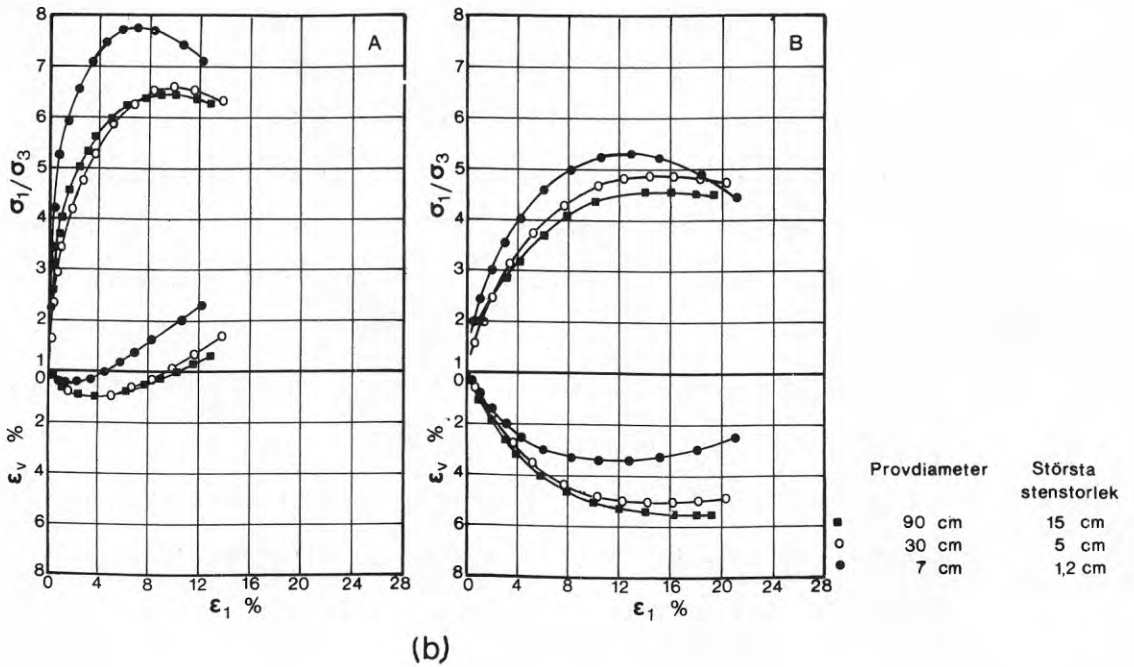 8
7
6
5
4
3
2
1
0
2
4
6
8
σ₁/σ₃
εᵥ %
A
0 4 8 12 16 20 24 28
ε₁ %
8
7
6
5
4
3
2
1
0
2
4
6
8
σ₁/σ₃
εᵥ %
B
0 4 8 12 16 20 24 28
ε₁ %
Provdiameter Största stenstorlek
90 cm 15 cm
30 cm 5 cm
7 cm 1,2 cm
(b)